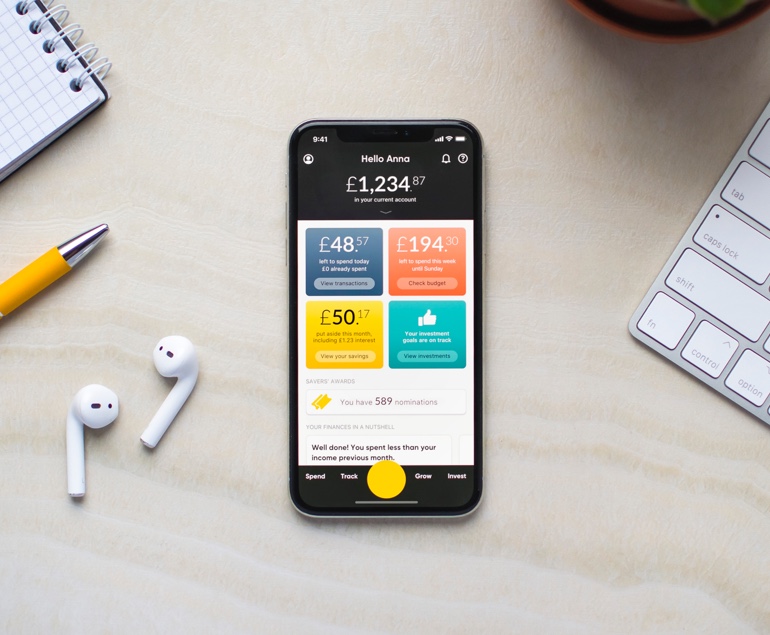 9:41
Hello Anna
£1,234.87
in your current account
£48.57
left to spend today
£0 already spent
View transactions
£194.30
left to spend this week
until Sunday
Check budget
£50.17
put aside this month,
including £1.23 interest
View your savings
Your investment
goals are on track
View investments
SAVERS' AWARDS
You have 589 nominations
YOUR FINANCES IN A NUTSHELL
Well done! You spent less than your
income previous month.
Spend Track Grow Invest
tab
caps lock
shift
fn
control
option